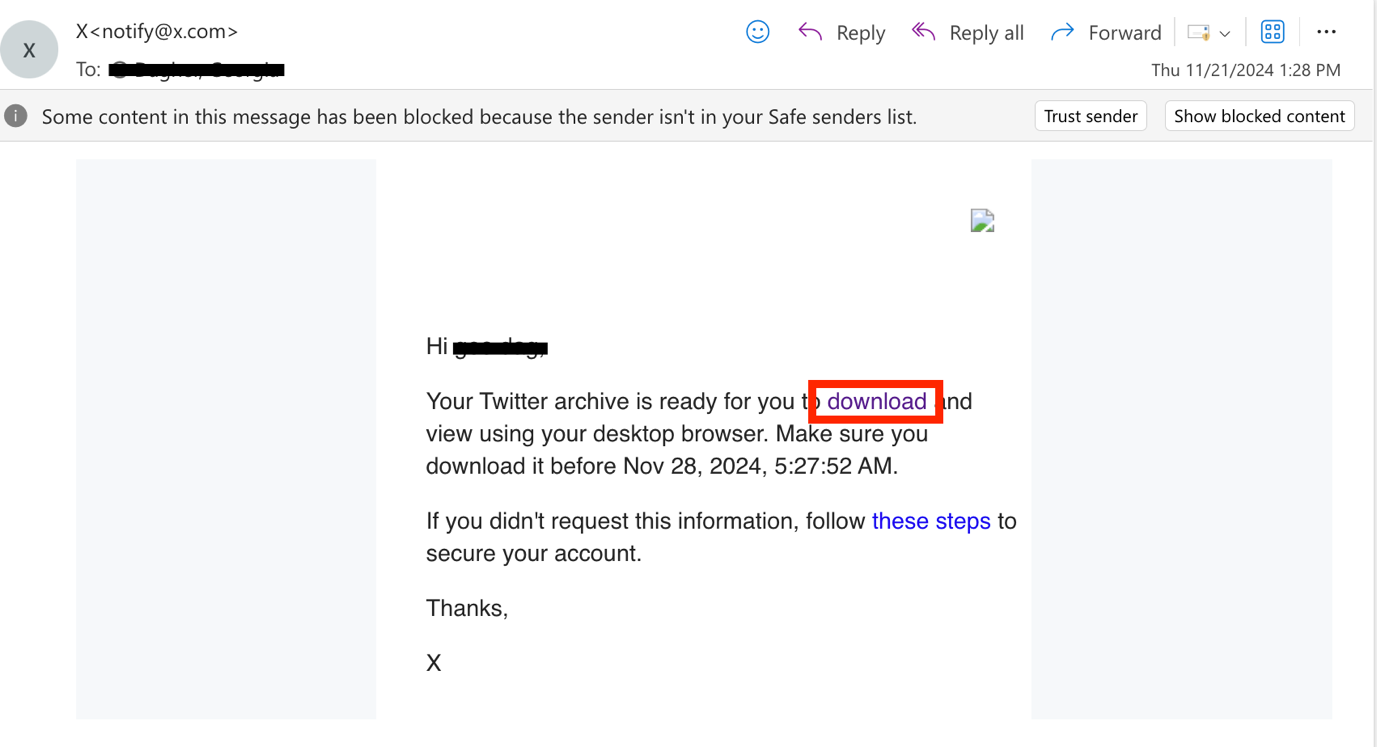 X<notify@x.com>
Reply
Reply all
Forward
X
To:
Thu 11/21/2024 1:28 PM
Some content in this message has been blocked because the sender isn't in your Safe senders list.
Trust sender
Show blocked content
Hi
Your Twitter archive is ready for you to download and
view using your desktop browser. Make sure you
download it before Nov 28, 2024, 5:27:52 AM.
If you didn't request this information, follow these steps to
secure your account.
Thanks,
X